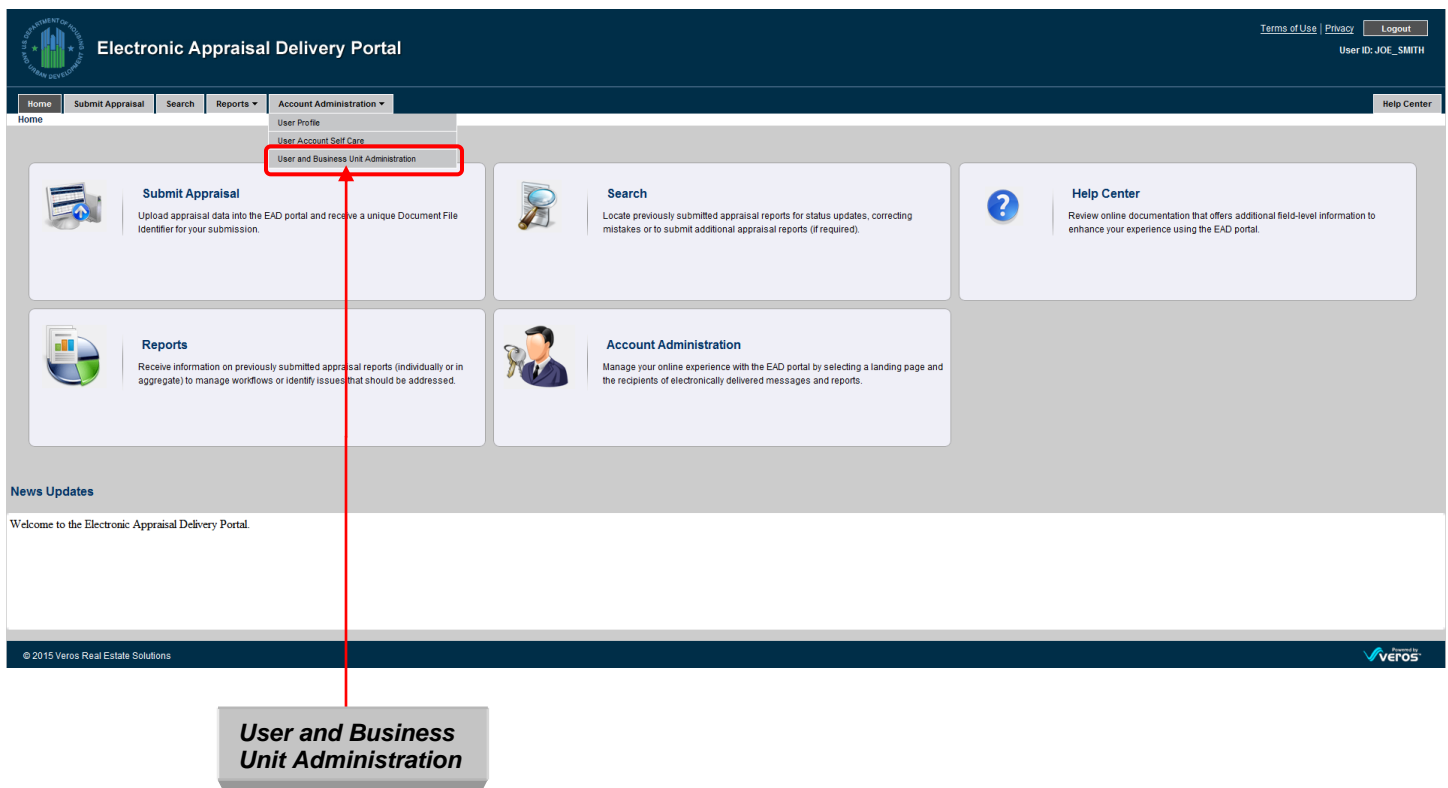 U.S. DEPARTMENT OF HOUSING AND URBAN DEVELOPMENT
Electronic Appraisal Delivery Portal
Terms of Use | Privacy
Logout
User ID: JOE_SMITH
Home Submit Appraisal Search Reports Account Administration Help Center
Home
User Profile
User Account Self Care
User and Business Unit Administration
Submit Appraisal
Upload appraisal data into the EAD portal and receive a unique Document File
Identifier for your submission.
Search
Locate previously submitted appraisal reports for status updates, correcting
mistakes or to submit additional appraisal reports (if required).
Help Center
Review online documentation that offers additional field-level information to
enhance your experience using the EAD portal.
Reports
Receive information on previously submitted appraisal reports (individually or in
aggregate) to manage workflows or identify issues that should be addressed.
Account Administration
Manage your online experience with the EAD portal by selecting a landing page and
the recipients of electronically delivered messages and reports.
News Updates
Welcome to the Electronic Appraisal Delivery Portal.
© 2015 Veros Real Estate Solutions
Powered by
veros
User and Business
Unit Administration